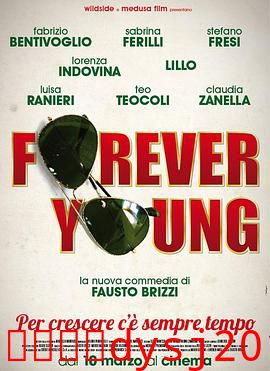 wildside e medusa film presentano
fabrizio BENTIVOGLIO
sabrina FERILLI
stefano FRESI
lorenza INDOVINA
LILLO
luisa RANIERI
teo TEOCOLI
claudia ZANELLA
FOREVER
YOUNG
la nuova commedia di
FAUSTO BRIZZI
Per crescere c'è sempre tempo
dysg20
dal 10 marzo al cinema